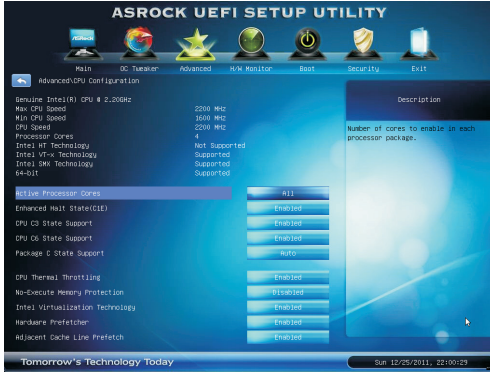 ASROCK UEFI SETUP UTILITY
ASRock
Main OC Tweaker Advanced H/W Monitor Boot Security Exit
Advanced\CPU Configuration
Genuine Intel(R) CPU @ 2.20GHz
Max CPU Speed 2200 MHz
Min CPU Speed 1600 MHz
CPU Speed 2200 MHz
Processor Cores 4
Intel HT Technology Not Supported
Intel VT-x Technology Supported
Intel SMX Technology Supported
64-bit Supported
Active Processor Cores All
Enhanced Halt State(C1E) Enabled
CPU C3 State Support Enabled
CPU C6 State Support Enabled
Package C State Support Auto
CPU Thermal Throttling Enabled
No-Execute Memory Protection Disabled
Intel Virtualization Technology Enabled
Hardware Prefetcher Enabled
Adjacent Cache Line Prefetch Enabled
Description
Number of cores to enable in each
processor package.
Tomorrow's Technology Today
Sun 12/25/2011, 22:00:29